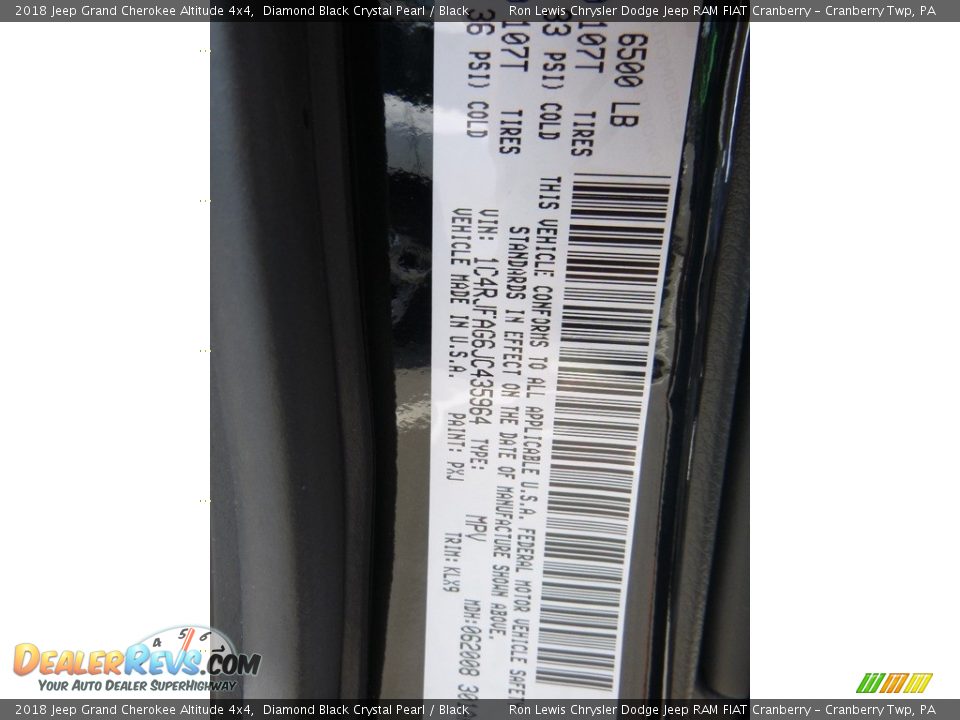 2018 Jeep Grand Cherokee Altitude 4x4, Diamond Black Crystal Pearl / Black Ron Lewis Chrysler Dodge Jeep RAM FIAT Cranberry – Cranberry Twp, PA
6500 LB
107T TIRES
33 PSI) COLD
107T TIRES
36 PSI) COLD
THIS VEHICLE CONFORMS TO ALL APPLICABLE U.S.A. FEDERAL MOTOR VEHICLE
STANDARDS IN EFFECT ON THE DATE OF MANUFACTURE SHOWN ABOVE.
VIN: 1C4RJFAG6JC435964 TYPE: MPV MDH:062008
VEHICLE MADE IN U.S.A. PAINT: PXJ TRIM:KLX9
4 5 6
DealerRevs.com
Your Auto Dealer SuperHighway
2018 Jeep Grand Cherokee Altitude 4x4, Diamond Black Crystal Pearl / Black Ron Lewis Chrysler Dodge Jeep RAM FIAT Cranberry – Cranberry Twp, PA